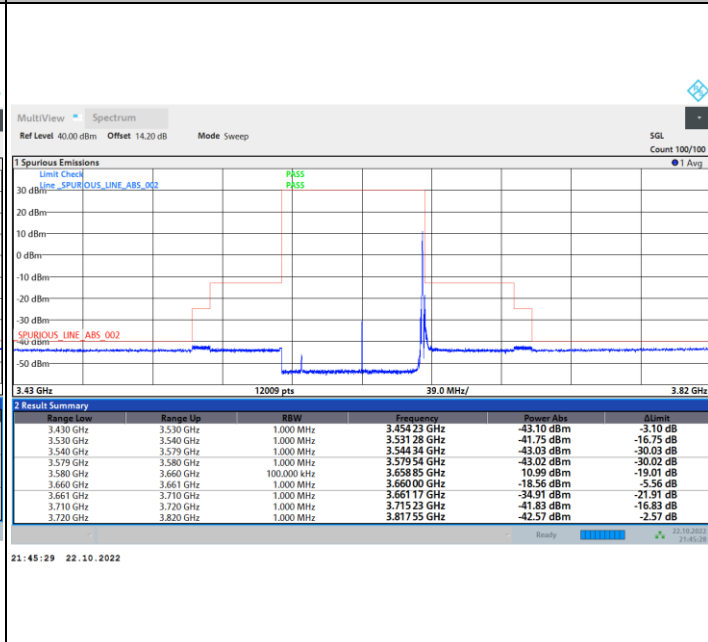 MultiView Spectrum
Ref Level 40.00 dBm Offset 14.20 dB Mode Sweep SGL
Count 100/100
1 Spurious Emissions 1 Avg
Limit Check PASS
Line _SPURIOUS_LINE_ABS_002 PASS
30 dBm
20 dBm
10 dBm
0 dBm
-10 dBm
-20 dBm
-30 dBm
_SPURIOUS_LINE_ABS_002
-40 dBm
-50 dBm
3.43 GHz 12009 pts 39.0 MHz/ 3.82 GHz
2 Result Summary
Range Low Range Up RBW Frequency Power Abs ΔLimit
3.430 GHz 3.530 GHz 1.000 MHz 3.454 23 GHz -43.10 dBm -3.10 dB
3.530 GHz 3.540 GHz 1.000 MHz 3.531 28 GHz -41.75 dBm -16.75 dB
3.540 GHz 3.579 GHz 1.000 MHz 3.544 34 GHz -43.03 dBm -30.03 dB
3.579 GHz 3.580 GHz 1.000 MHz 3.579 54 GHz -43.02 dBm -30.02 dB
3.580 GHz 3.660 GHz 100.000 kHz 3.658 85 GHz 10.99 dBm -19.01 dB
3.660 GHz 3.661 GHz 1.000 MHz 3.660 00 GHz -18.56 dBm -5.56 dB
3.661 GHz 3.710 GHz 1.000 MHz 3.661 17 GHz -34.91 dBm -21.91 dB
3.710 GHz 3.720 GHz 1.000 MHz 3.715 23 GHz -41.83 dBm -16.83 dB
3.720 GHz 3.820 GHz 1.000 MHz 3.817 55 GHz -42.57 dBm -2.57 dB
Ready 22.10.2022
21:45:28
21:45:29 22.10.2022